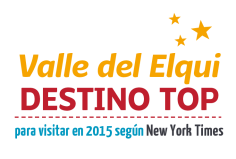 Valle del Elqui
DESTINO TOP
para visitar en 2015 según New York Times